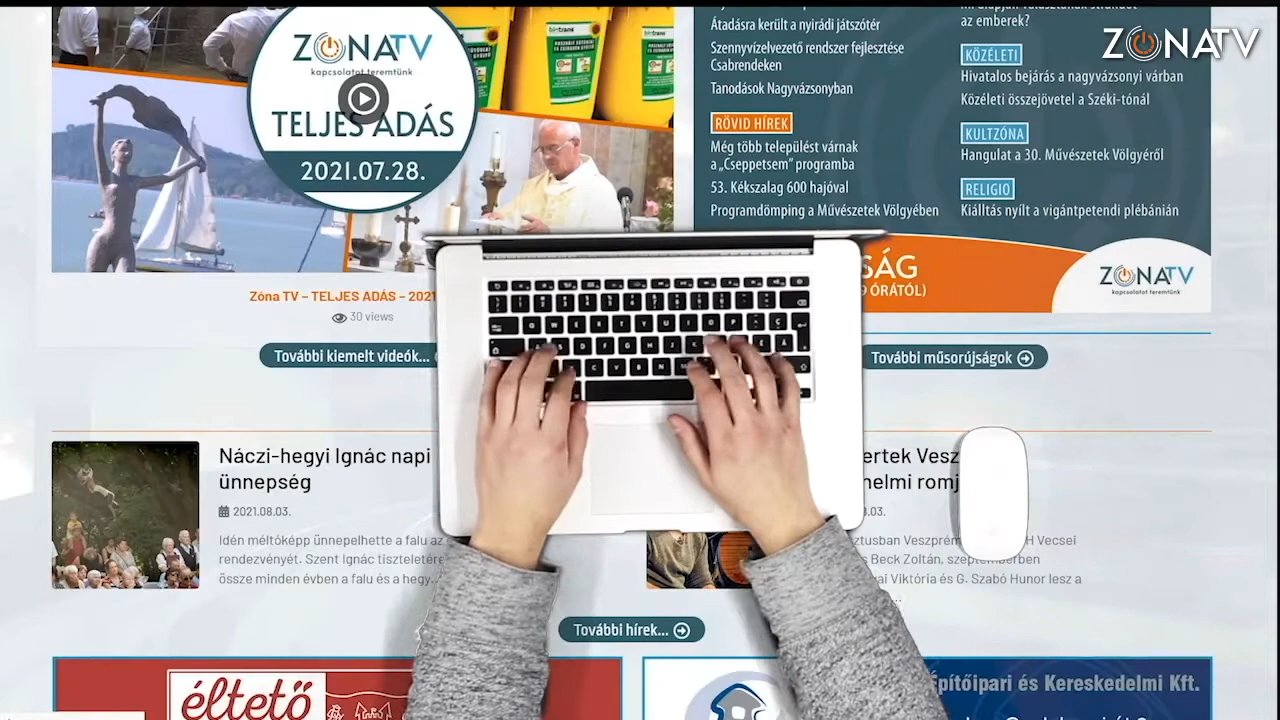 ZONATV
kapcsolatot teremtünk
TELJES ADÁS
2021.07.28.
Átadásra került a nyirádi játszótér
Szennyvízelvezető rendszer fejlesztése
Csabrendeken
Tanodások Nagyvázsonyban
RÖVID HÍREK
Még több települést várnak
a „Cseppetsem” programba
53. Kékszalag 600 hajóval
Programdömping a Művészetek Völgyében
az emberek?
KÖZÉLETI
Hivatalos bejárás a nagyvázsonyi várban
Közéleti összejövetel a Széki-tónál
KULTZÓNA
Hangulat a 30. Művészetek Völgyéről
RELIGIO
Kiállítás nyílt a vigántpetendi plébánián
ZONATV
SÁG
ÓRÁTÓL)
ZONATV
kapcsolatot teremtünk
Zóna TV – TELJES ADÁS – 2021
30 views
További kiemelt videók...
További műsorújságok
Náczi-hegyi Ignác napi
ünnepség
2021.08.03.
Idén méltóképp ünnepelhette a falu az
rendezvényét. Szent Ignác tiszteletére
össze minden évben a falu és a hegy...
ertek Vesz
nelmi romj
03.
ztusban Veszprém H Vecsei
s Beck Zoltán, szeptemberben
gai Viktória és G. Szabó Hunor lesz a
További hírek...
éltető
Építőipari és Kereskedelmi Kft.